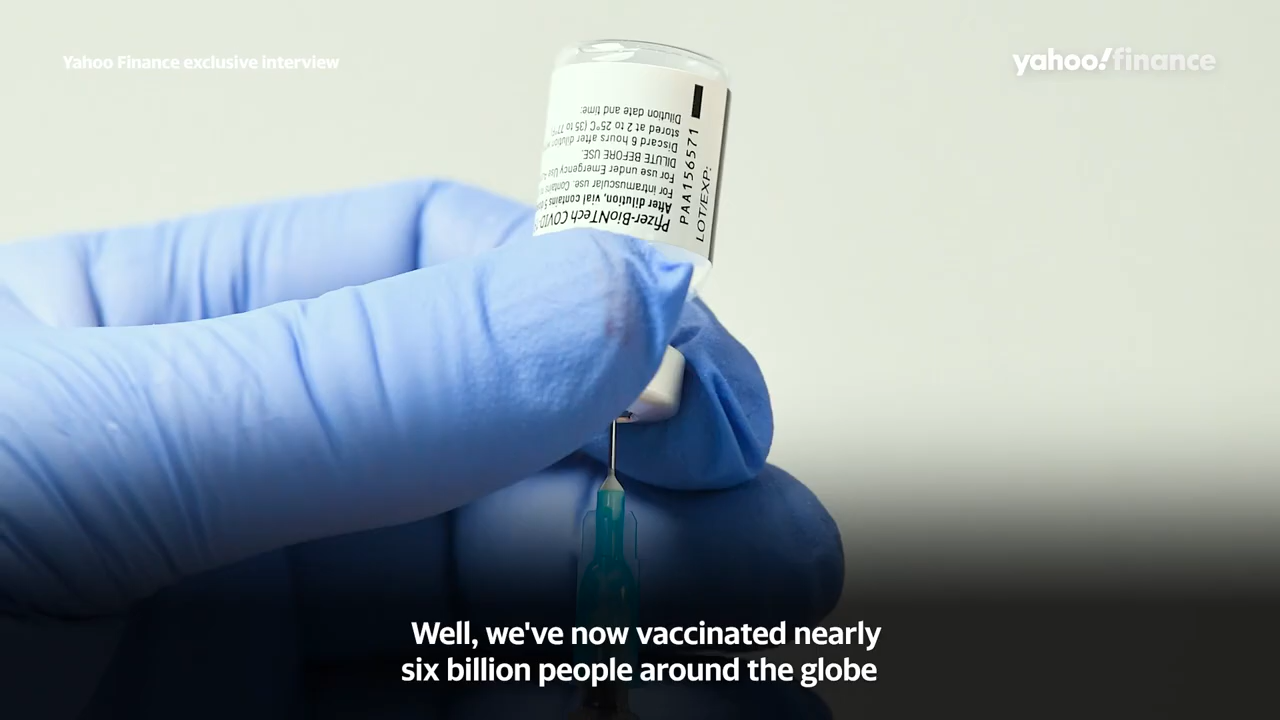 Yahoo Finance exclusive interview
yahoo!finance
Pfizer-BioNTech COVID
After dilution, vial contains 5
For intramuscular use. Contains
For use under Emergency Use
DILUTE BEFORE USE.
Discard 6 hours after dilution
stored at 2 to 25°C (35 to 77°F)
Dilution date and time:
PAA156571
LOT/EXP:
Well, we've now vaccinated nearly
six billion people around the globe